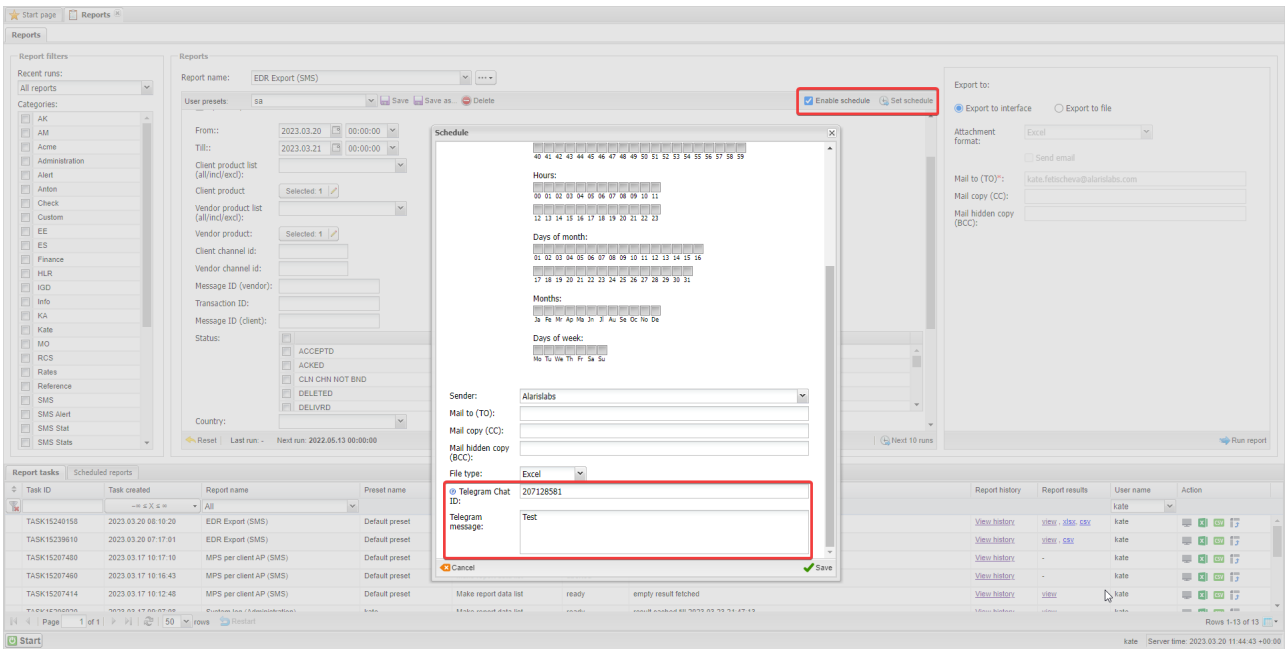 Start page Reports
Reports
Report filters
Recent runs:
All reports
Categories:
AK
AM
Acme
Administration
Alert
Anton
Check
Custom
EE
ES
Finance
HLR
IGD
Info
KA
Kate
MO
RCS
Rates
Reference
SMS
SMS Alert
SMS Stat
SMS Stats
Reports
Report name: EDR Export (SMS)
User presets: sa Save Save as... Delete
Enable schedule Set schedule
From:: 2023.03.20 00:00:00
Till:: 2023.03.21 00:00:00
Client product list
(all/incl/excl):
Client product Selected: 1
Vendor product list
(all/incl/excl):
Vendor product: Selected: 1
Client channel id:
Vendor channel id:
Message ID (vendor):
Transaction ID:
Message ID (client):
Status:
ACCEPTD
ACKED
CLN CHN NOT BND
DELETED
DELIVRD
Country:
Reset Last run: - Next run: 2022.05.13 00:00:00
Next 10 runs
Schedule
40 41 42 43 44 45 46 47 48 49 50 51 52 53 54 55 56 57 58 59
Hours:
00 01 02 03 04 05 06 07 08 09 10 11
12 13 14 15 16 17 18 19 20 21 22 23
Days of month:
01 02 03 04 05 06 07 08 09 10 11 12 13 14 15 16
17 18 19 20 21 22 23 24 25 26 27 28 29 30 31
Months:
Ja Fe Mr Ap Ma Jn Jl Au Se Oc No De
Days of week:
Mo Tu We Th Fr Sa Su
Sender: Alarislabs
Mail to (TO):
Mail copy (CC):
Mail hidden copy
(BCC):
File type: Excel
Telegram Chat
ID: 207128581
Telegram
message: Test
Cancel Save
Export to:
Export to interface Export to file
Attachment
format: Excel
Send email
Mail to (TO)*: kate.fetischeva@alarislabs.com
Mail copy (CC):
Mail hidden copy
(BCC):
Run report
Report tasks Scheduled reports
Task ID Task created Report name Preset name Report history Report results User name Action
-∞ ≤ X ≤ ∞ All kate
TASK15240158 2023.03.20 08:10:20 EDR Export (SMS) Default preset View history view , xlsx, csv kate
TASK15239610 2023.03.20 07:17:01 EDR Export (SMS) Default preset View history view , csv kate
TASK15207480 2023.03.17 10:17:10 MPS per client AP (SMS) Default preset View history - kate
TASK15207460 2023.03.17 10:16:43 MPS per client AP (SMS) Default preset View history - kate
TASK15207414 2023.03.17 10:12:48 MPS per client AP (SMS) Default preset Make report data list ready empty result fetched View history view kate
Page 1 of 1 50 rows Restart Rows 1-13 of 13
Start kate Server time: 2023.03.20 11:44:43 +00:00